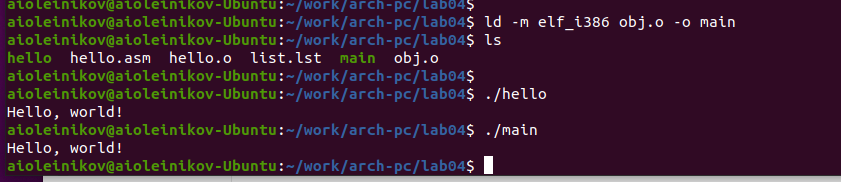 aioleinikov@aioleinikov-Ubuntu:~/work/arch-pc/lab04$
aioleinikov@aioleinikov-Ubuntu:~/work/arch-pc/lab04$ ld -m elf_i386 obj.o -o main
aioleinikov@aioleinikov-Ubuntu:~/work/arch-pc/lab04$ ls
hello  hello.asm  hello.o  list.lst  main  obj.o
aioleinikov@aioleinikov-Ubuntu:~/work/arch-pc/lab04$
aioleinikov@aioleinikov-Ubuntu:~/work/arch-pc/lab04$ ./hello
Hello, world!
aioleinikov@aioleinikov-Ubuntu:~/work/arch-pc/lab04$ ./main
Hello, world!
aioleinikov@aioleinikov-Ubuntu:~/work/arch-pc/lab04$